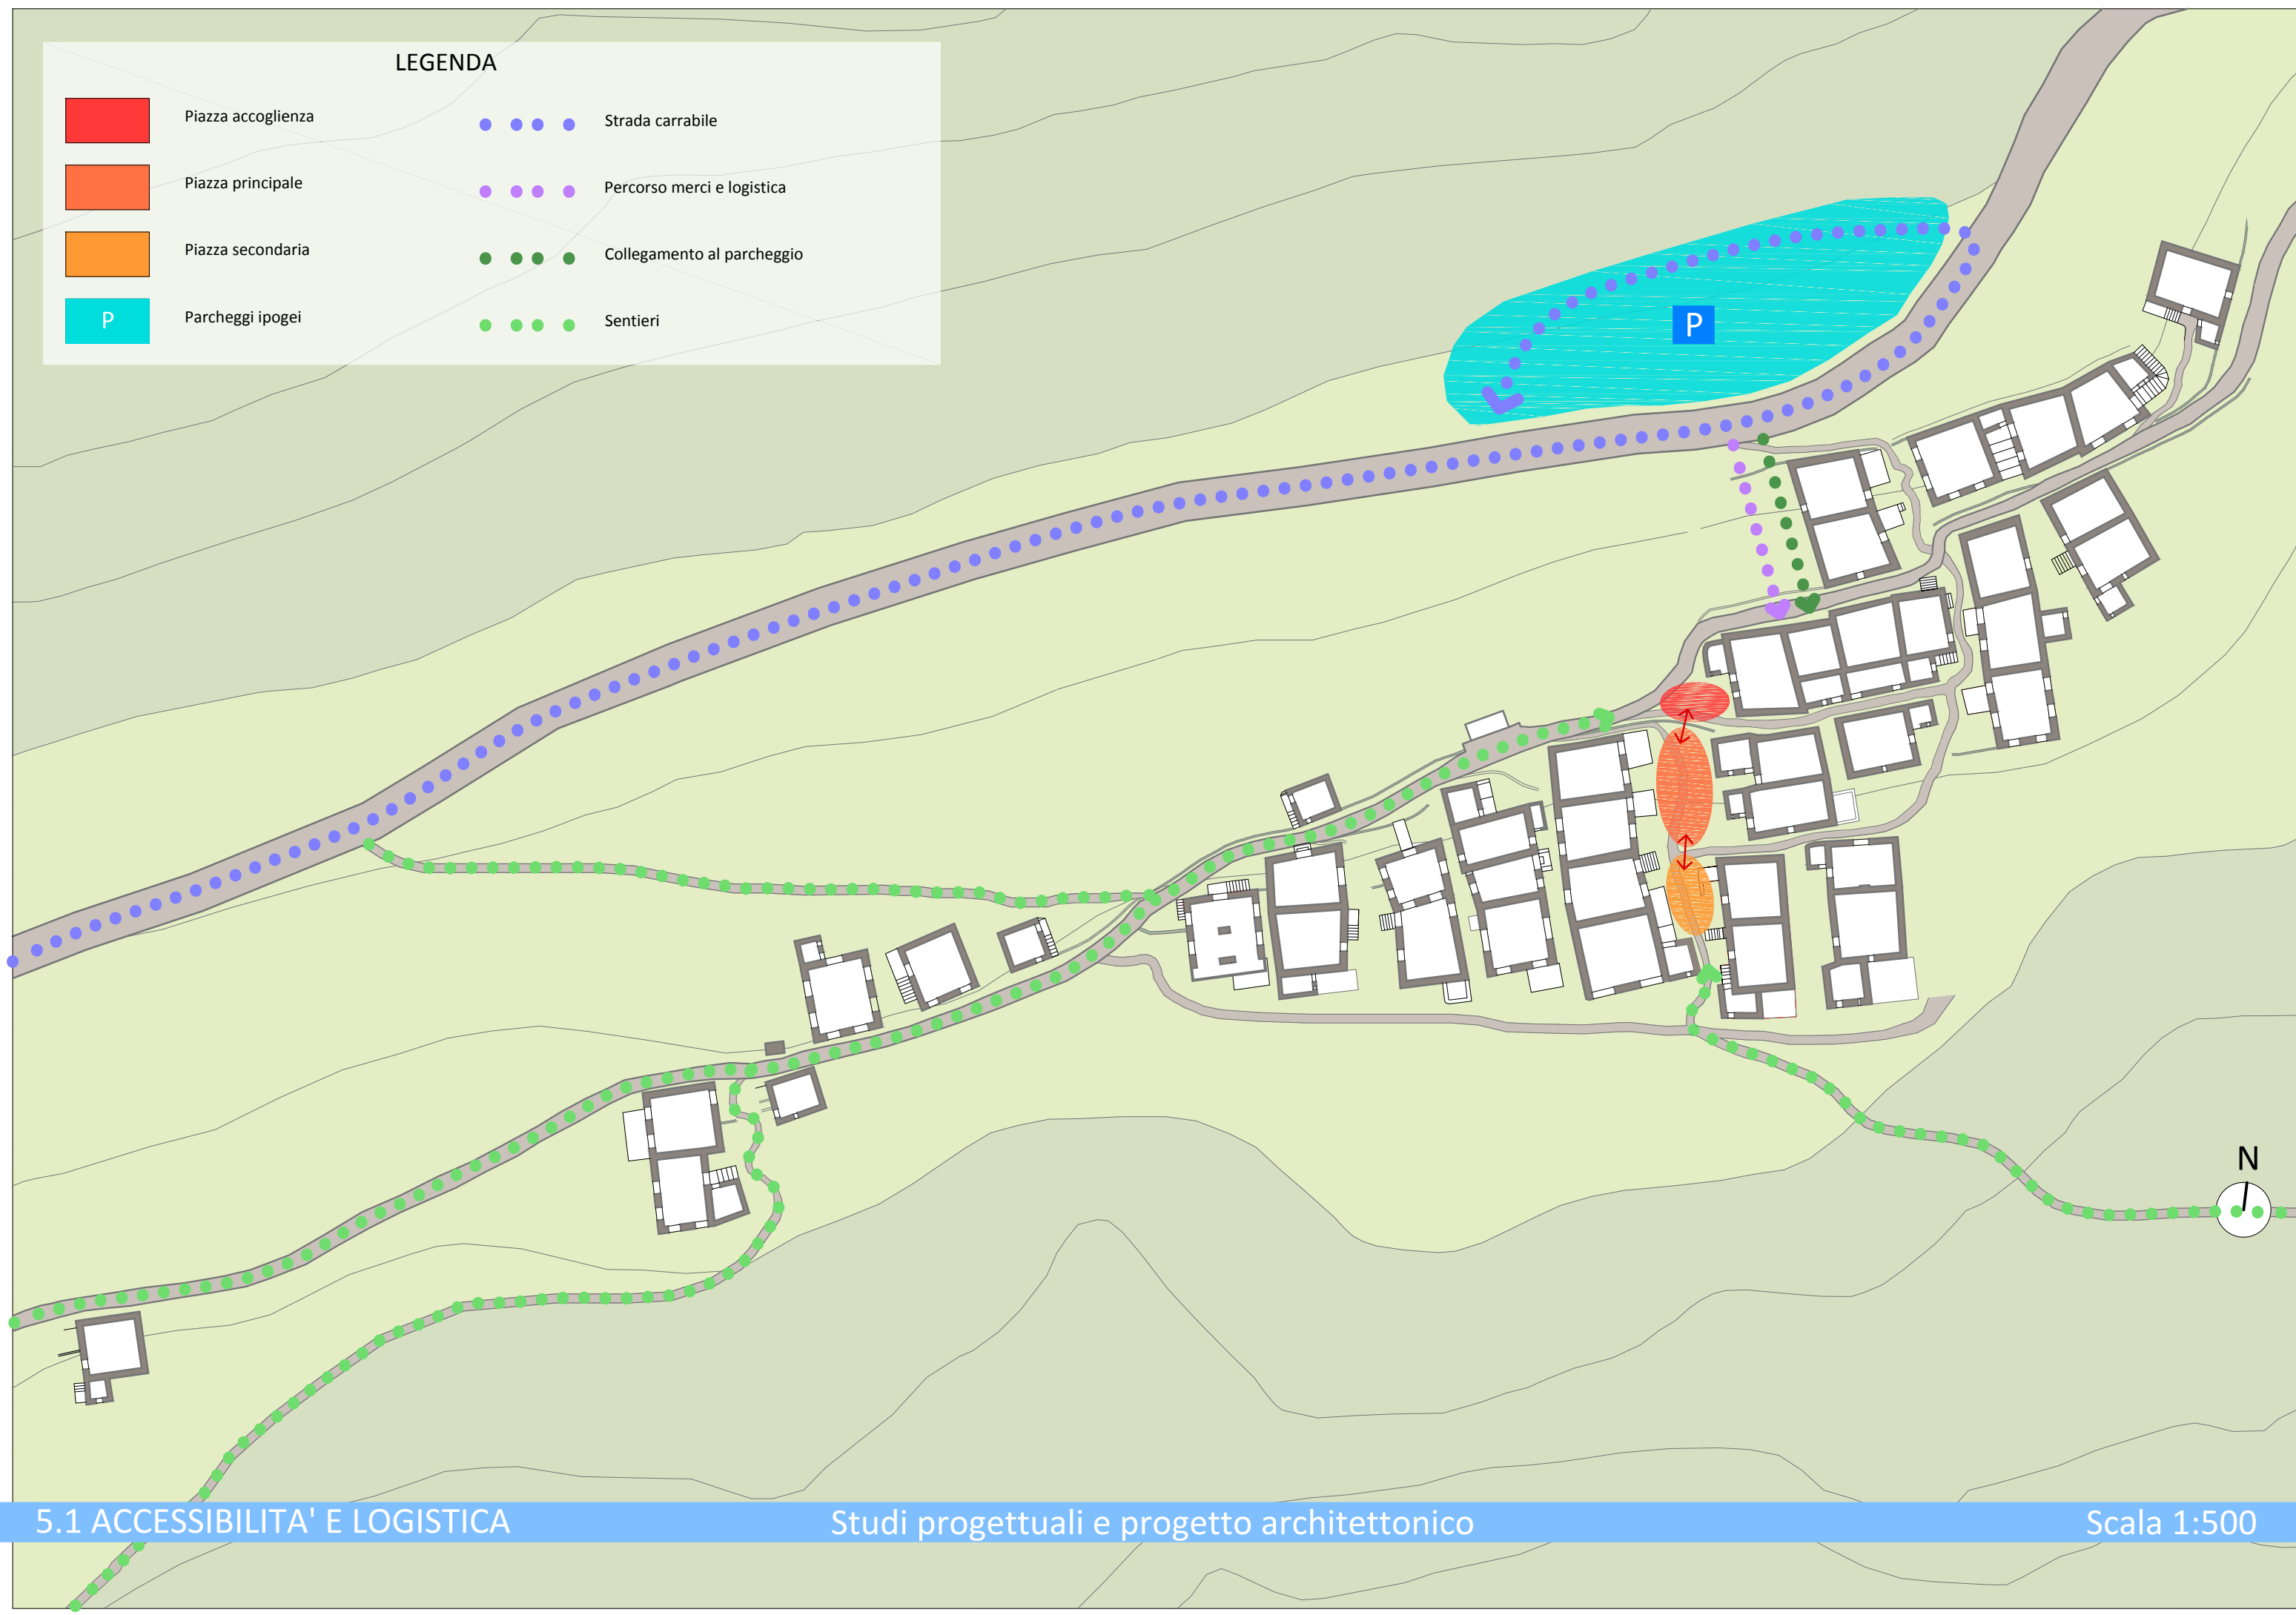 LEGENDA
Piazza accoglienza
Strada carrabile
Piazza principale
Percorso merci e logistica
Piazza secondaria
Collegamento al parcheggio
P
Parcheggi ipogei
Sentieri
P
N
5.1 ACCESSIBILITA' E LOGISTICA
Studi progettuali e progetto architettonico
Scala 1:500